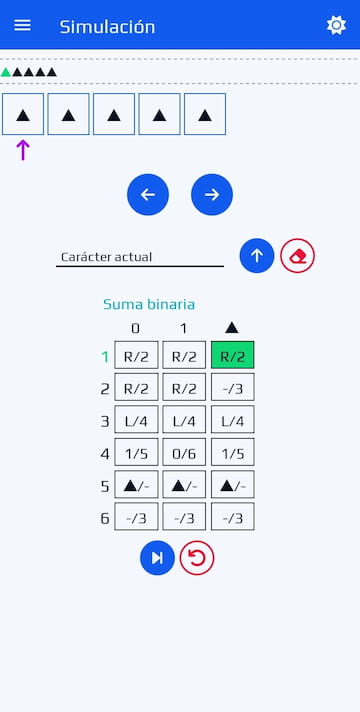 Simulación
▲▲▲▲▲
▲ ▲ ▲ ▲ ▲
Carácter actual
Suma binaria
0 1 ▲
1 R/2 R/2 R/2
2 R/2 R/2 -/3
3 L/4 L/4 L/4
4 1/5 0/6 1/5
5 ▲/- ▲/- ▲/-
6 -/3 -/3 -/3